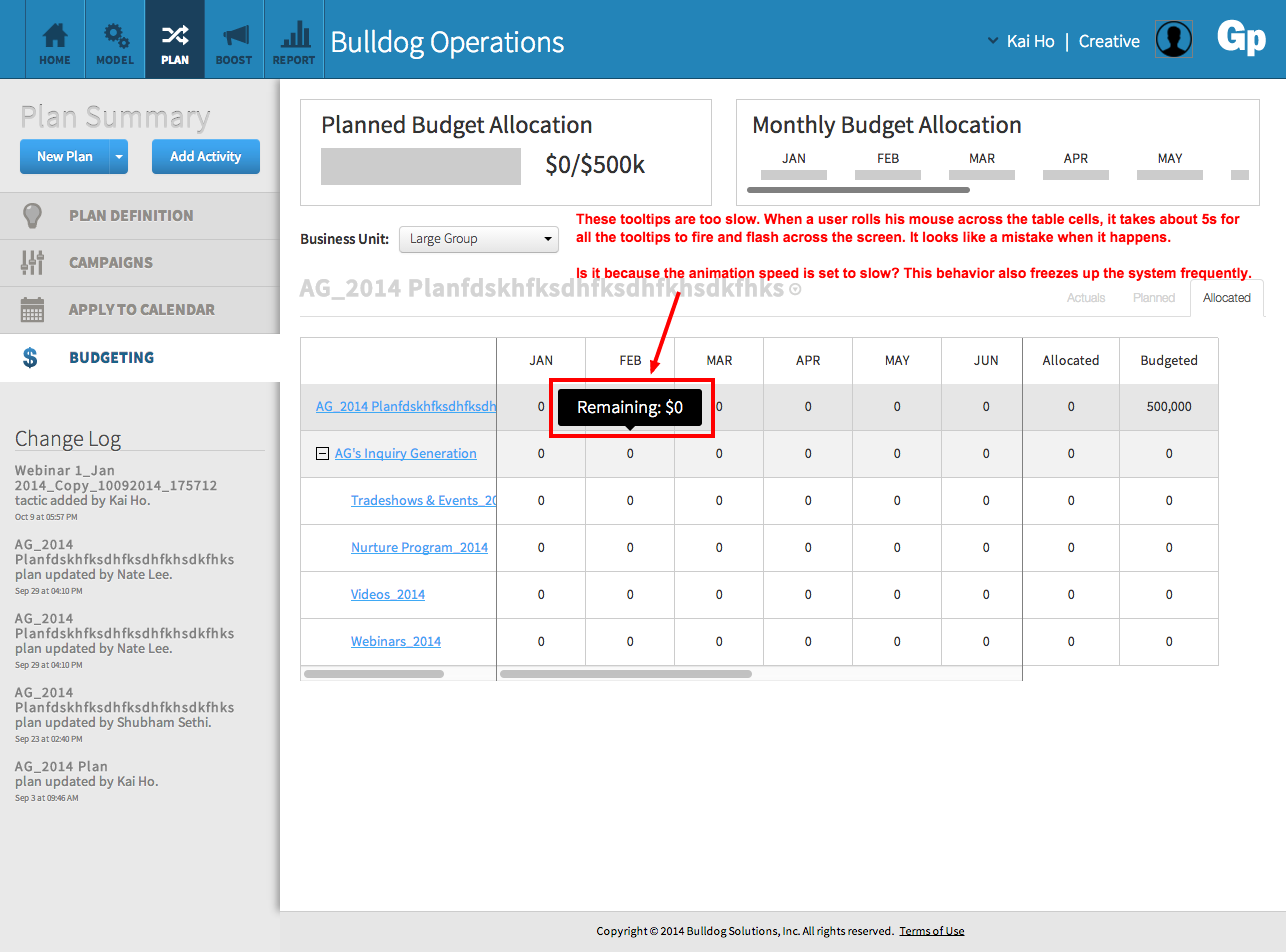 HOME MODEL PLAN BOOST REPORT Bulldog Operations Kai Ho | Creative Gp
Plan Summary
New Plan Add Activity
PLAN DEFINITION
CAMPAIGNS
APPLY TO CALENDAR
$ BUDGETING
Change Log
Webinar 1_Jan
2014_Copy_10092014_175712
tactic added by Kai Ho.
Oct 9 at 05:57 PM
AG_2014
Planfdskhfksdhfksdhfkhsdkfhks
plan updated by Nate Lee.
Sep 29 at 04:10 PM
AG_2014
Planfdskhfksdhfksdhfkhsdkfhks
plan updated by Nate Lee.
Sep 29 at 04:10 PM
AG_2014
Planfdskhfksdhfksdhfkhsdkfhks
plan updated by Shubham Sethi.
Sep 23 at 02:40 PM
AG_2014 Plan
plan updated by Kai Ho.
Sep 3 at 09:46 AM
Planned Budget Allocation
$0/$500k
Monthly Budget Allocation
JAN FEB MAR APR MAY
These tooltips are too slow. When a user rolls his mouse across the table cells, it takes about 5s for
all the tooltips to fire and flash across the screen. It looks like a mistake when it happens.
Is it because the animation speed is set to slow? This behavior also freezes up the system frequently.
Business Unit: Large Group
AG_2014 Planfdskhfksdhfksdhfkhsdkfhks
Actuals Planned Allocated
JAN FEB MAR APR MAY JUN Allocated Budgeted
AG_2014 Planfdskhfksdhfksdh 0 Remaining: $0 0 0 0 0 0 500,000
AG's Inquiry Generation 0 0 0 0 0 0 0 0
Tradeshows & Events_20 0 0 0 0 0 0 0 0
Nurture Program_2014 0 0 0 0 0 0 0 0
Videos_2014 0 0 0 0 0 0 0 0
Webinars_2014 0 0 0 0 0 0 0 0
Copyright © 2014 Bulldog Solutions, Inc. All rights reserved. Terms of Use